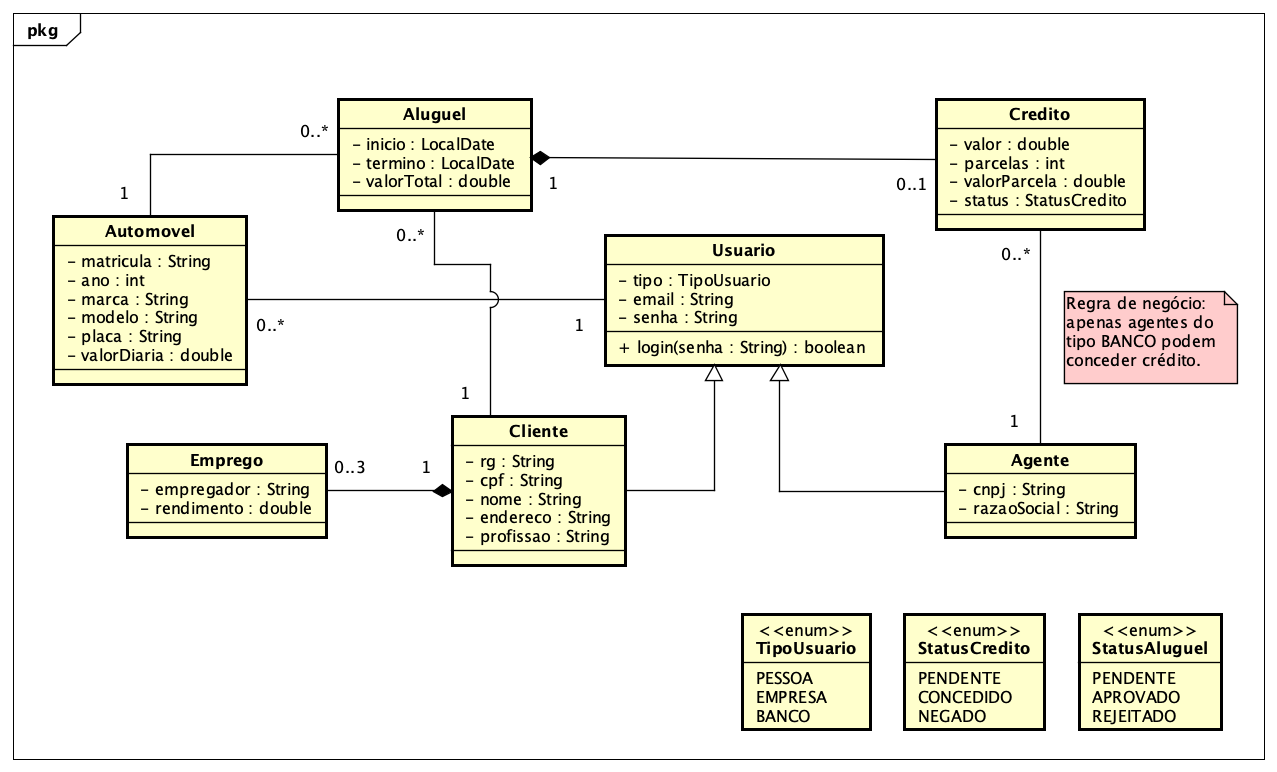 pkg
Aluguel
- inicio : LocalDate
- termino : LocalDate
- valorTotal : double
0..*
1
1
0..1
0..*
Credito
- valor : double
- parcelas : int
- valorParcela : double
- status : StatusCredito
0..*
Automovel
- matricula : String
- ano : int
- marca : String
- modelo : String
- placa : String
- valorDiaria : double
0..*
1
Usuario
- tipo : TipoUsuario
- email : String
- senha : String
+ login(senha : String) : boolean
Regra de negócio:
apenas agentes do
tipo BANCO podem
conceder crédito.
1
1
Emprego
- empregador : String
- rendimento : double
0..3
1
Cliente
- rg : String
- cpf : String
- nome : String
- endereco : String
- profissao : String
Agente
- cnpj : String
- razaoSocial : String
<<enum>>
TipoUsuario
PESSOA
EMPRESA
BANCO
<<enum>>
StatusCredito
PENDENTE
CONCEDIDO
NEGADO
<<enum>>
StatusAluguel
PENDENTE
APROVADO
REJEITADO